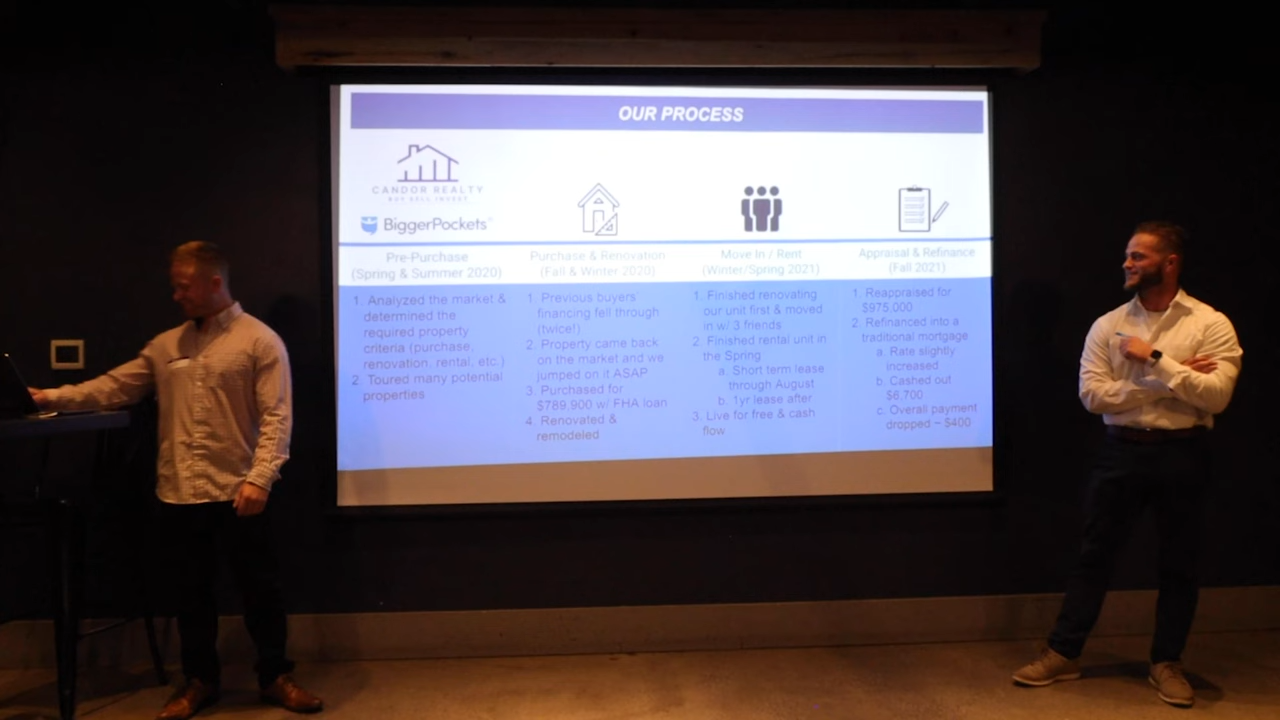 OUR PROCESS
CANDOR REALTY
BUY SELL INVEST
BiggerPockets
Pre-Purchase
(Spring & Summer 2020)
1. Analyzed the market &
determined the
required property
criteria (purchase,
renovation, rental, etc.)
2. Toured many potential
properties
Purchase & Renovation
(Fall & Winter 2020)
1. Previous buyers'
financing fell through
(twice!)
2. Property came back
on the market and we
jumped on it ASAP
3. Purchased for
$789,900 w/ FHA loan
4. Renovated &
remodeled
Move In / Rent
(Winter/Spring 2021)
1. Finished renovating
our unit first & moved
in w/ 3 friends
2. Finished rental unit in
the Spring
a. Short term lease
through August
b. 1yr lease after
3. Live for free & cash
flow
Appraisal & Refinance
(Fall 2021)
1. Reappraised for
$975,000
2. Refinanced into a
traditional mortgage
a. Rate slightly
increased
b. Cashed out
$6,700
c. Overall payment
dropped ~ $400